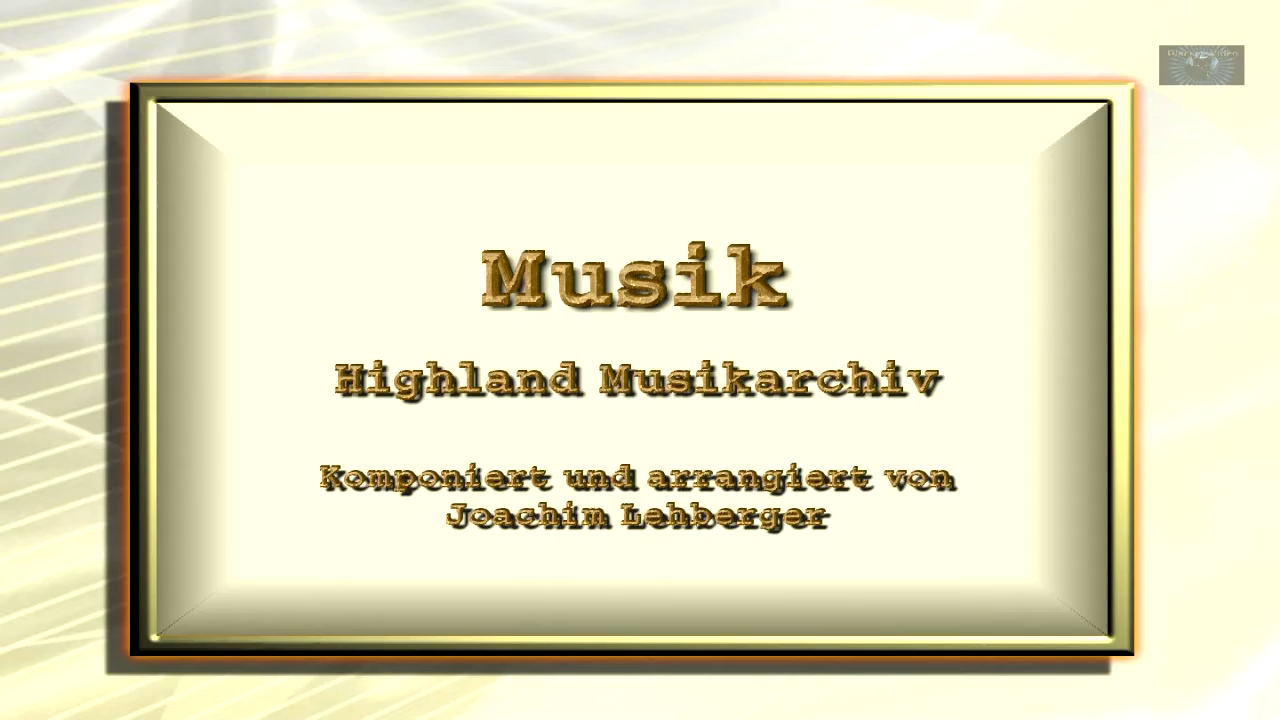 Musik
Highland Musikarchiv
Komponiert und arrangiert von
Joachim Lehberger